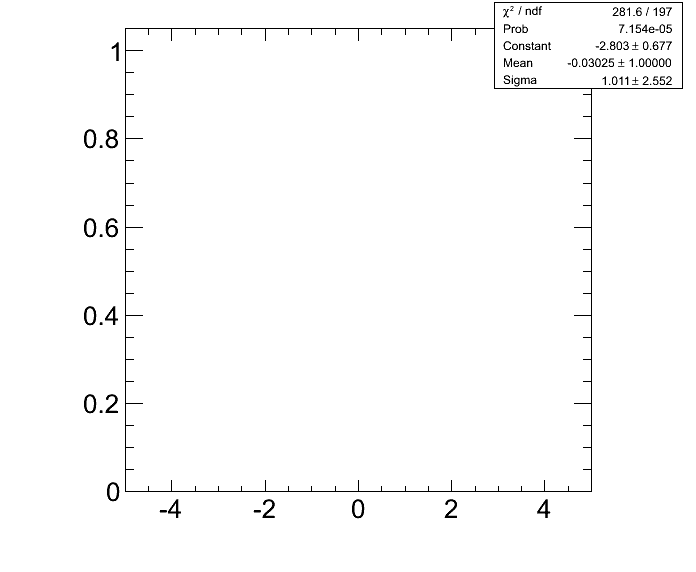 χ² / ndf 281.6 / 197
Prob 7.154e-05
Constant -2.803 ± 0.677
Mean -0.03025 ± 1.00000
Sigma 1.011 ± 2.552
1
0.8
0.6
0.4
0.2
0
-4 -2 0 2 4